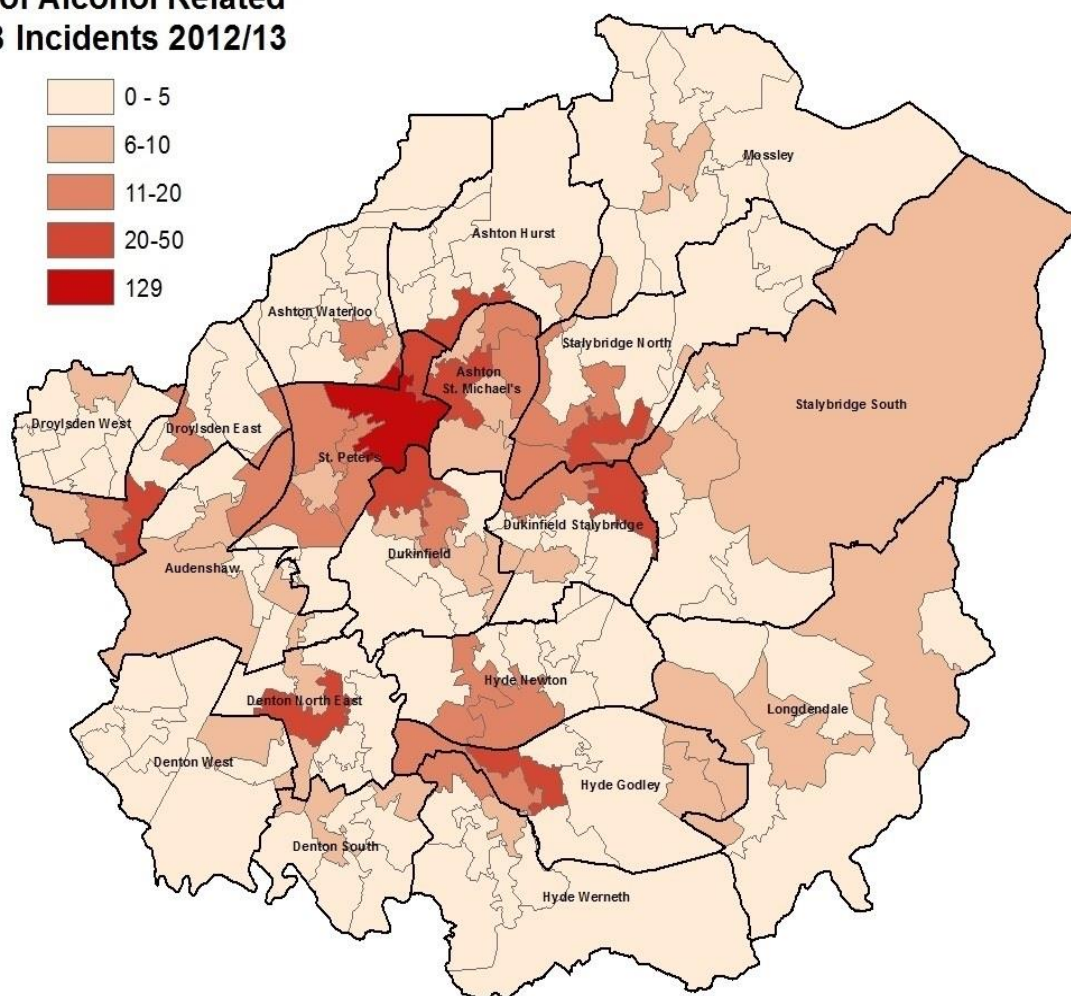 of Alcohol Related
Incidents 2012/13
0 - 5
6-10
11-20
20-50
129
Mossley
Ashton Hurst
Ashton Waterloo
Stalybridge North
Ashton
St. Michael's
Stalybridge South
Droylsden West
Droylsden East
St. Peter's
Dukinfield Stalybridge
Dukinfield
Audenshaw
Hyde Newton
Denton North East
Longdendale
Denton West
Hyde Godley
Denton South
Hyde Werneth